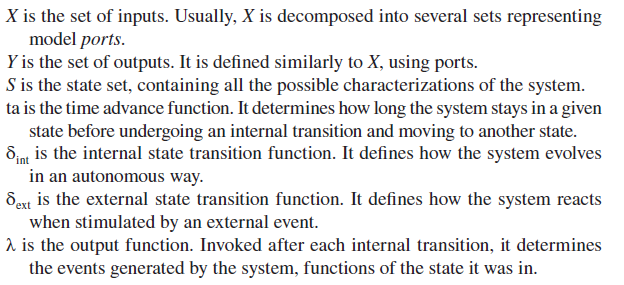 X is the set of inputs. Usually, X is decomposed into several sets representing
model ports.
Y is the set of outputs. It is defined similarly to X, using ports.
S is the state set, containing all the possible characterizations of the system.
ta is the time advance function. It determines how long the system stays in a given
state before undergoing an internal transition and moving to another state.
δint is the internal state transition function. It defines how the system evolves
in an autonomous way.
δext is the external state transition function. It defines how the system reacts
when stimulated by an external event.
λ is the output function. Invoked after each internal transition, it determines
the events generated by the system, functions of the state it was in.